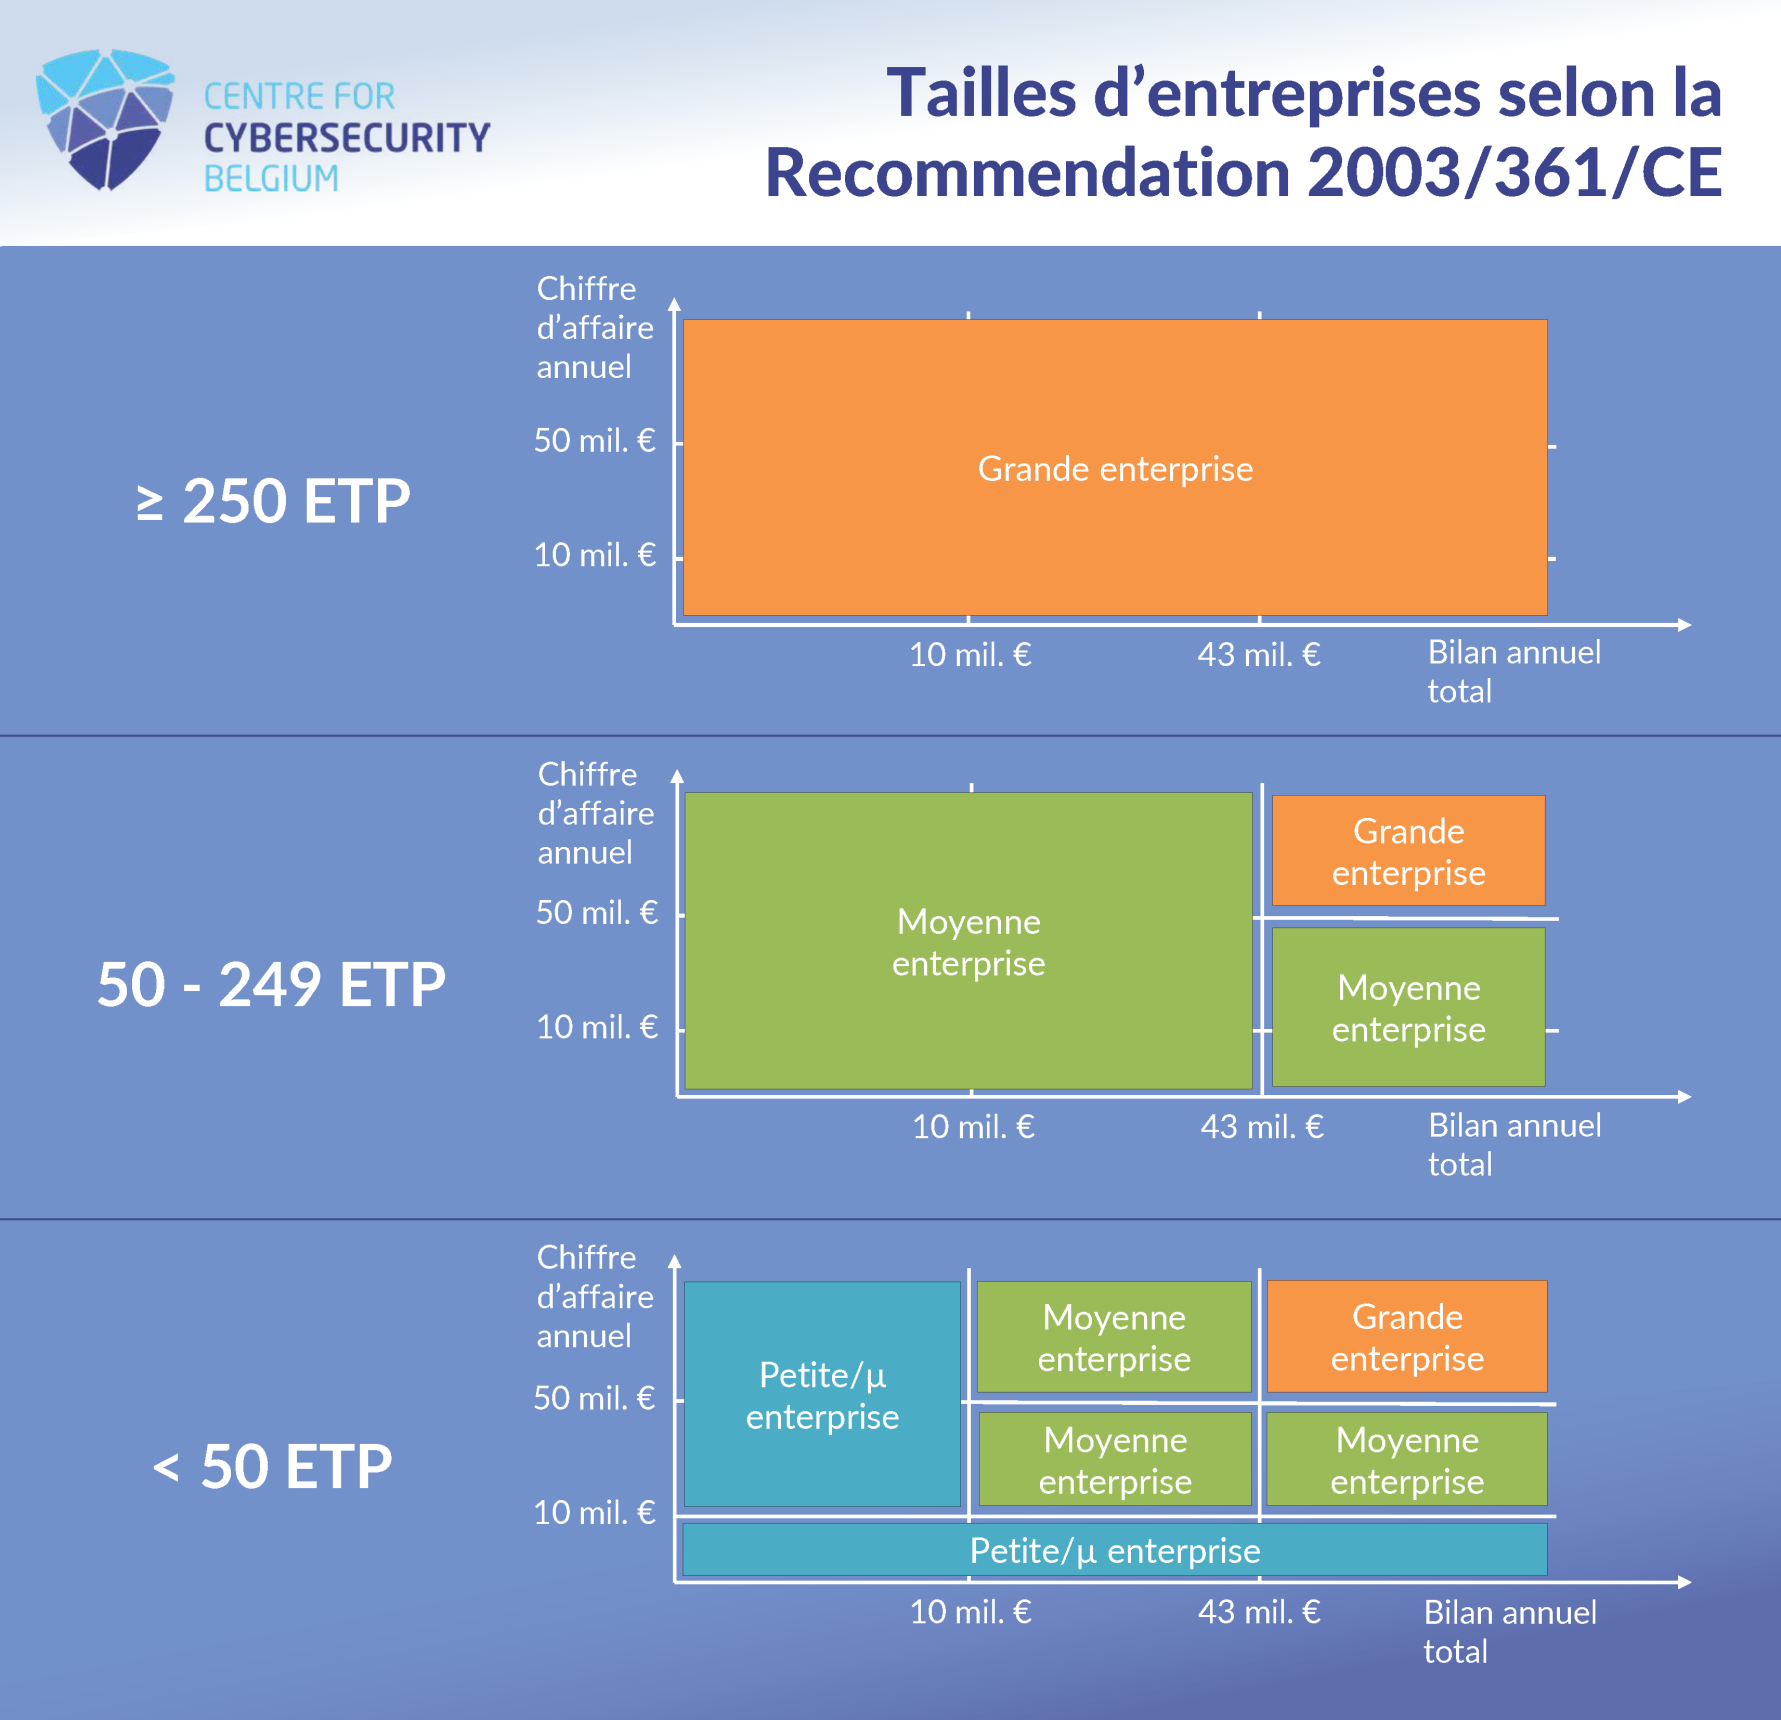 CENTRE FOR
CYBERSECURITY
BELGIUM
Tailles d’entreprises selon la
Recommendation 2003/361/CE
≥ 250 ETP
Chiffre
d’affaire
annuel
50 mil. €
10 mil. €
Grande enterprise
10 mil. €
43 mil. €
Bilan annuel
total
50 - 249 ETP
Chiffre
d’affaire
annuel
50 mil. €
10 mil. €
Moyenne
enterprise
Grande
enterprise
Moyenne
enterprise
10 mil. €
43 mil. €
Bilan annuel
total
< 50 ETP
Chiffre
d’affaire
annuel
50 mil. €
10 mil. €
Petite/µ
enterprise
Moyenne
enterprise
Grande
enterprise
Moyenne
enterprise
Moyenne
enterprise
Petite/µ enterprise
10 mil. €
43 mil. €
Bilan annuel
total